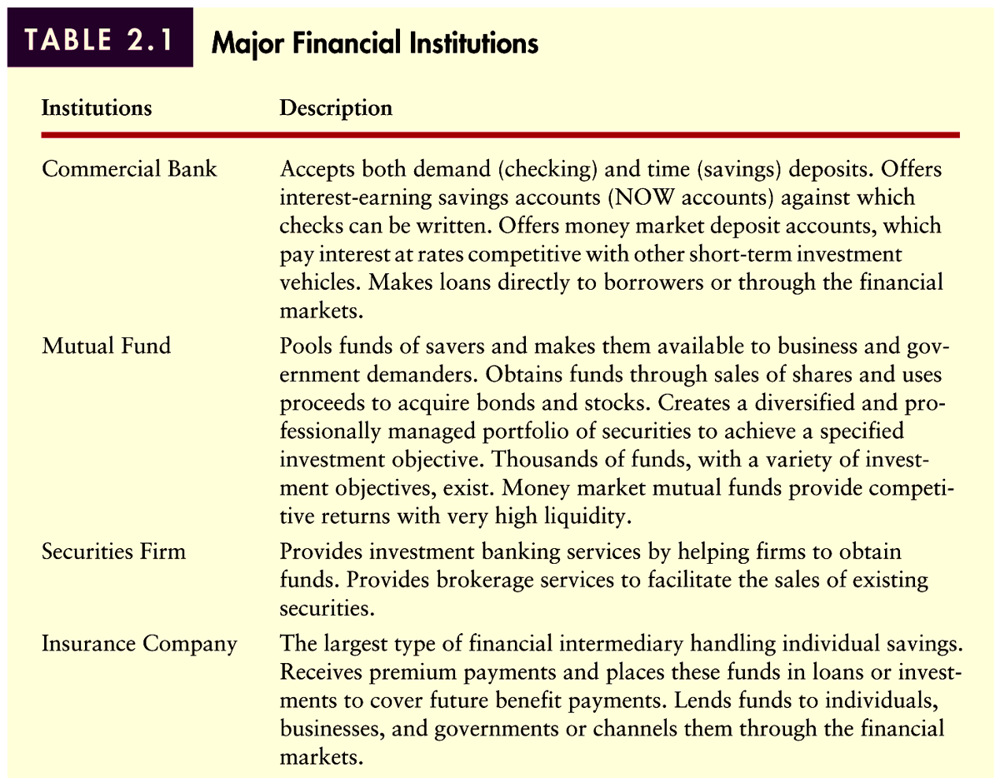 TABLE 2.1 Major Financial Institutions
Institutions Description
Commercial Bank Accepts both demand (checking) and time (savings) deposits. Offers
interest-earning savings accounts (NOW accounts) against which
checks can be written. Offers money market deposit accounts, which
pay interest at rates competitive with other short-term investment
vehicles. Makes loans directly to borrowers or through the financial
markets.
Mutual Fund Pools funds of savers and makes them available to business and gov-
ernment demanders. Obtains funds through sales of shares and uses
proceeds to acquire bonds and stocks. Creates a diversified and pro-
fessionally managed portfolio of securities to achieve a specified
investment objective. Thousands of funds, with a variety of invest-
ment objectives, exist. Money market mutual funds provide competi-
tive returns with very high liquidity.
Securities Firm Provides investment banking services by helping firms to obtain
funds. Provides brokerage services to facilitate the sales of existing
securities.
Insurance Company The largest type of financial intermediary handling individual savings.
Receives premium payments and places these funds in loans or invest-
ments to cover future benefit payments. Lends funds to individuals,
businesses, and governments or channels them through the financial
markets.